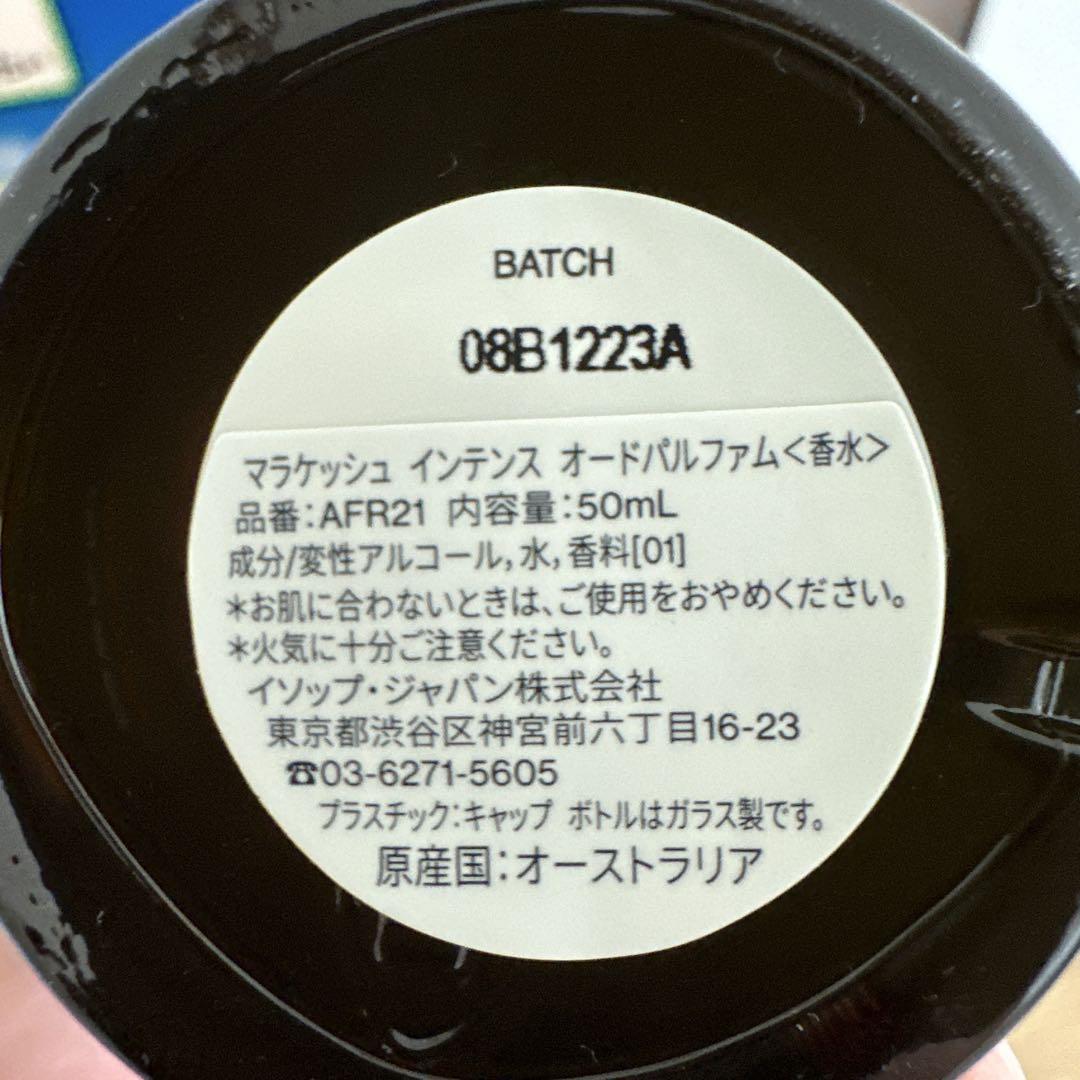 BATCH
08B1223A
マラケッシュ インテンス オードパルファム<香水>
品番:AFR21 内容量:50mL
成分/変性アルコール,水,香料[01]
*お肌に合わないときは、ご使用をおやめください。
*火気に十分ご注意ください。
イソップ・ジャパン株式会社
東京都渋谷区神宮前六丁目16-23
☎03-6271-5605
プラスチック:キャップ ボトルはガラス製です。
原産国:オーストラリア